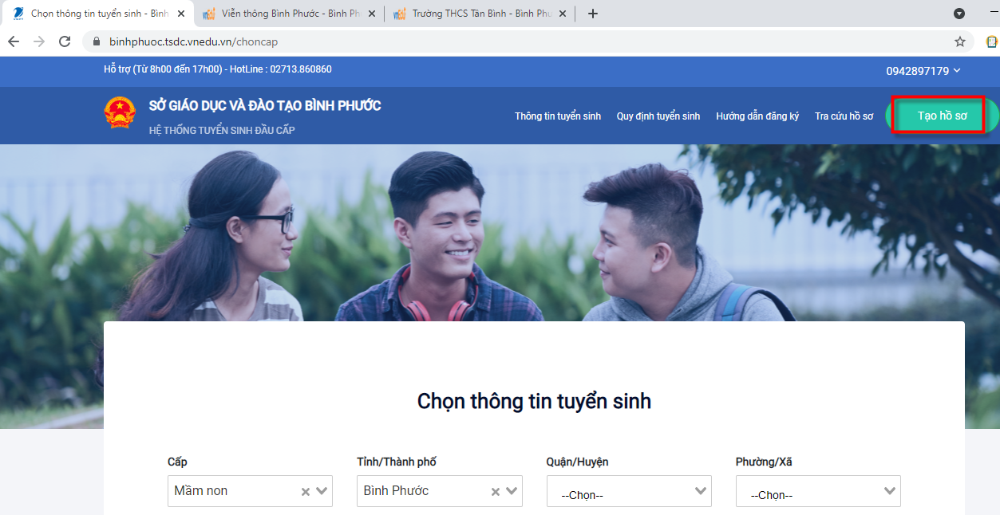 Chọn thông tin tuyển sinh - Bình
Viễn thông Bình Phước - Bình Ph
Trường THCS Tân Bình - Bình Phu
binhphuoc.tsdc.vnedu.vn/choncap
Hỗ trợ (Từ 8h00 đến 17h00) - HotLine : 02713.860860
0942897179
SỞ GIÁO DỤC VÀ ĐÀO TẠO BÌNH PHƯỚC
HỆ THỐNG TUYỂN SINH ĐẦU CẤP
Thông tin tuyển sinh
Quy định tuyển sinh
Hướng dẫn đăng ký
Tra cứu hồ sơ
Tạo hồ sơ
Chọn thông tin tuyển sinh
Cấp
Tỉnh/Thành phố
Quận/Huyện
Phường/Xã
Mầm non
Bình Phước
--Chọn--
--Chọn--